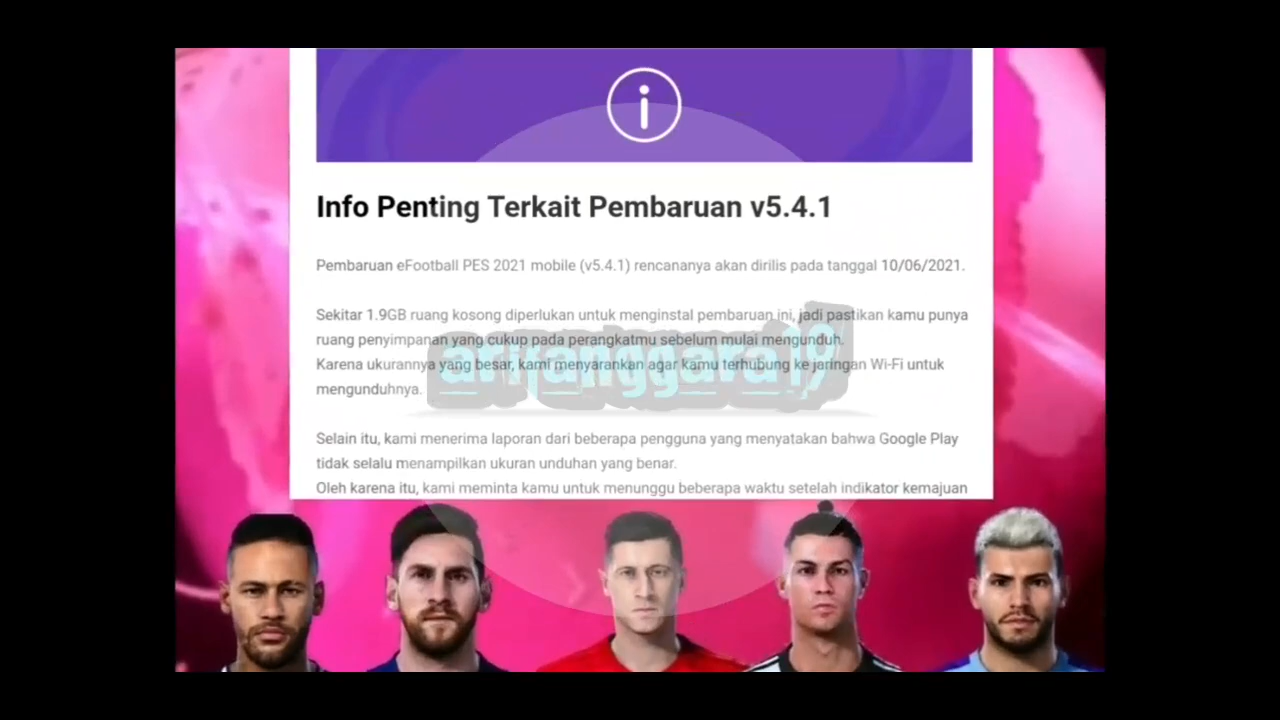 Info Penting Terkait Pembaruan v5.4.1
Pembaruan eFootball PES 2021 mobile (v5.4.1) rencananya akan dirilis pada tanggal 10/06/2021.
Sekitar 1.9GB ruang kosong diperlukan untuk menginstal pembaruan ini, jadi pastikan kamu punya
ruang penyimpanan yang cukup pada perangkatmu sebelum mulai mengunduh.
arifanggara19
Karena ukurannya yang besar, kami menyarankan agar kamu terhubung ke jaringan Wi-Fi untuk
mengunduhnya.
Selain itu, kami menerima laporan dari beberapa pengguna yang menyatakan bahwa Google Play
tidak selalu menampilkan ukuran unduhan yang benar.
Oleh karena itu, kami meminta kamu untuk menunggu beberapa waktu setelah indikator kemajuan